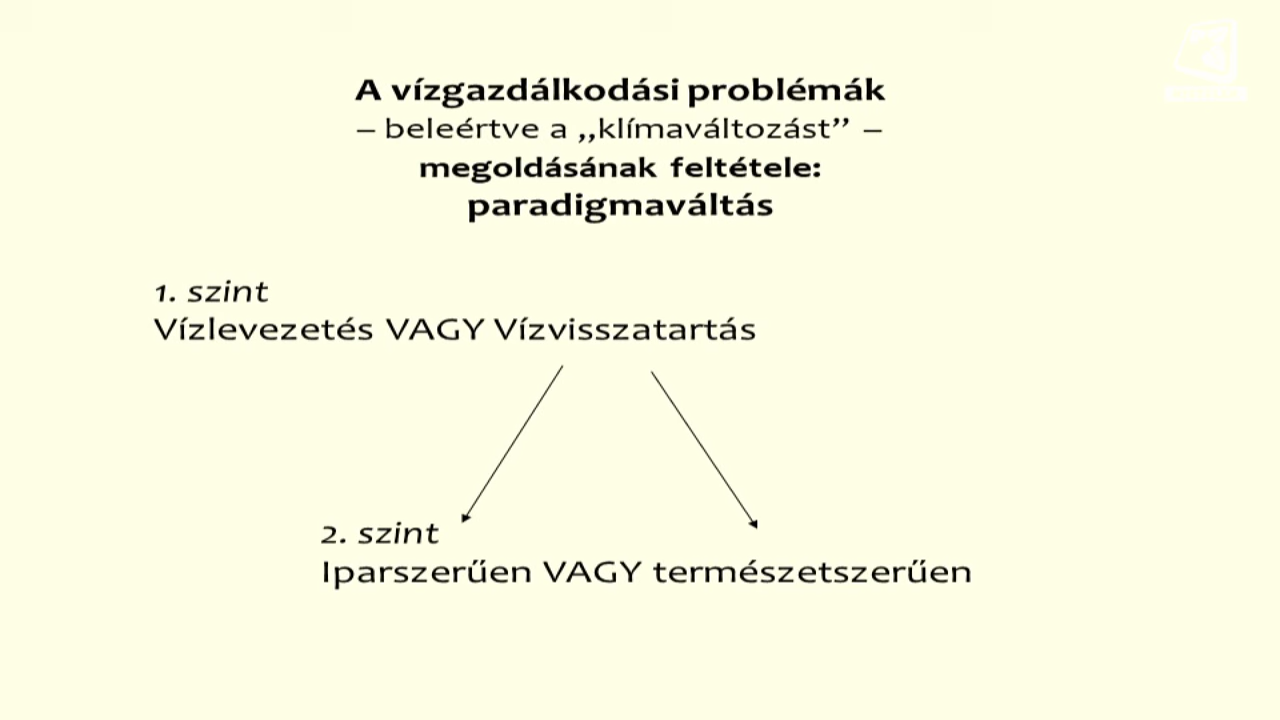 A vízgazdálkodási problémák
– beleértve a „klímaváltozást” –
megoldásának feltétele:
paradigmaváltás
1. szint
Vízlevezetés VAGY Vízvisszatartás
2. szint
Iparszerűen VAGY természetszerűen